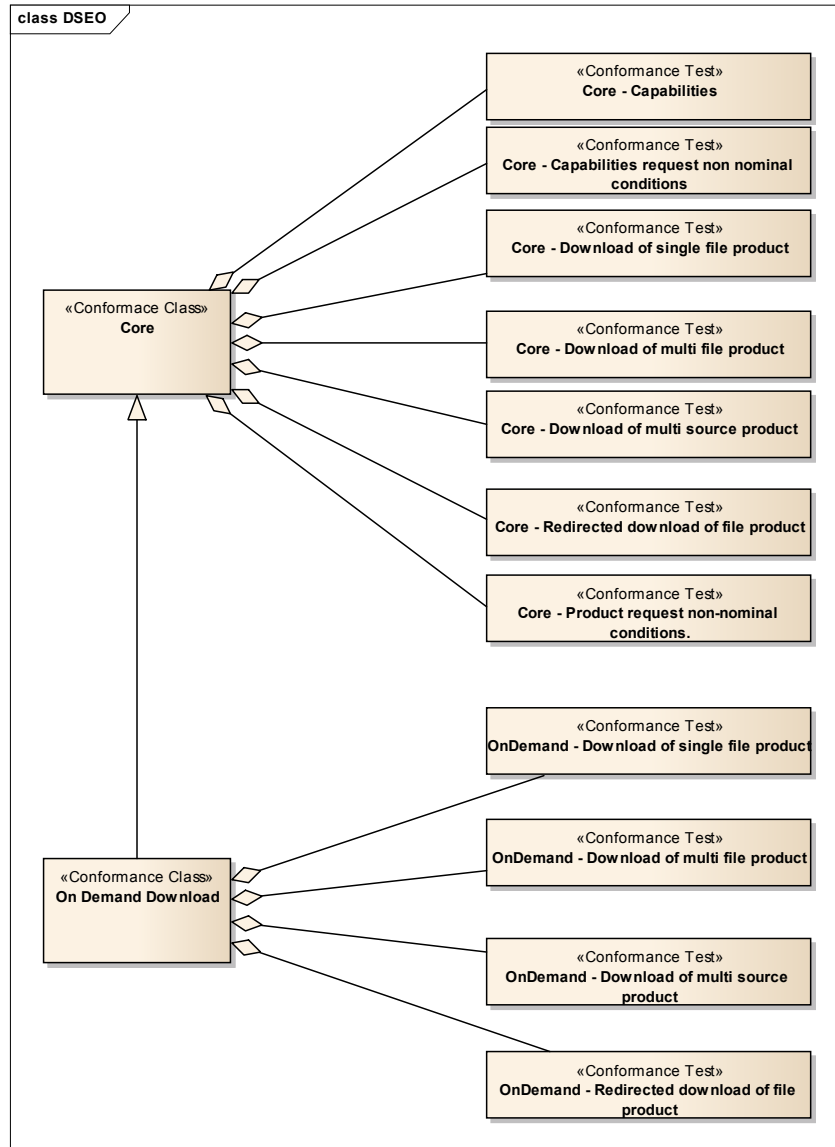 class DSEO
«Conformance Test»
Core - Capabilities
«Conformance Test»
Core - Capabilities request non nominal
conditions
«Conformance Test»
Core - Download of single file product
«Conformace Class»
Core
«Conformance Test»
Core - Download of multi file product
«Conformance Test»
Core - Download of multi source product
«Conformance Test»
Core - Redirected download of file product
«Conformance Test»
Core - Product request non-nominal
conditions.
«Conformance Test»
OnDemand - Download of single file product
«Conformance Class»
On Demand Download
«Conformance Test»
OnDemand - Download of multi file product
«Conformance Test»
OnDemand - Download of multi source
product
«Conformance Test»
OnDemand - Redirected download of file
product